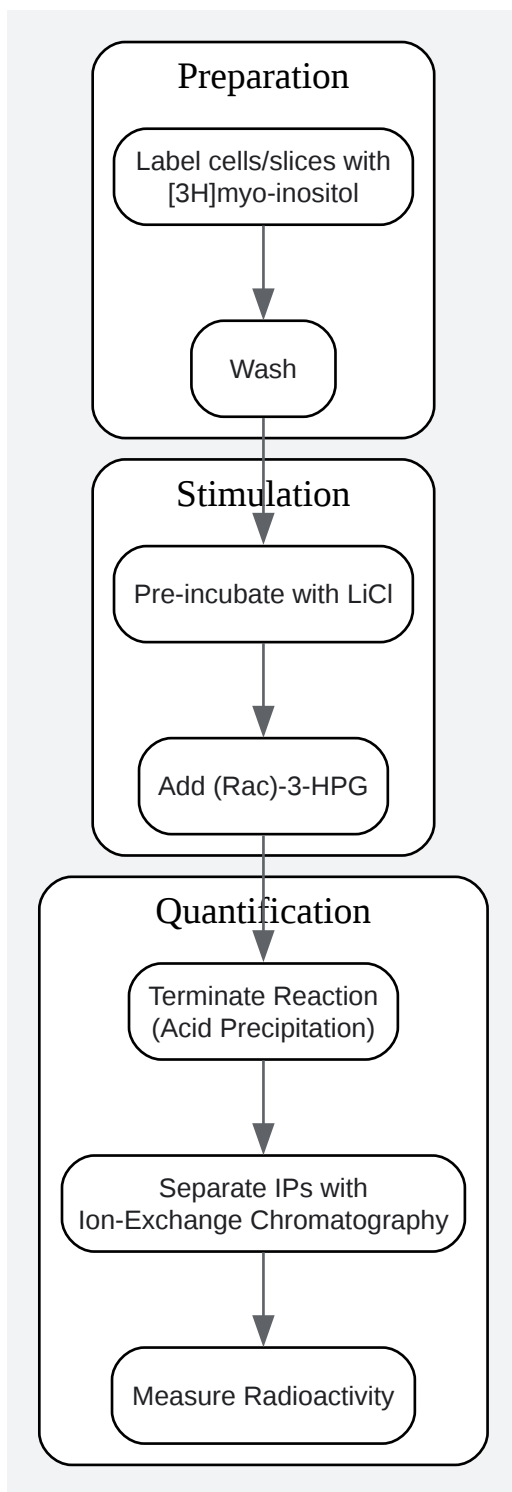 Preparation
Label cells/slices with
[3H]myo-inositol
Wash
Stimulation
Pre-incubate with LiCl
Add (Rac)-3-HPG
Quantification
Terminate Reaction
(Acid Precipitation)
Separate IPs with
Ion-Exchange Chromatography
Measure Radioactivity